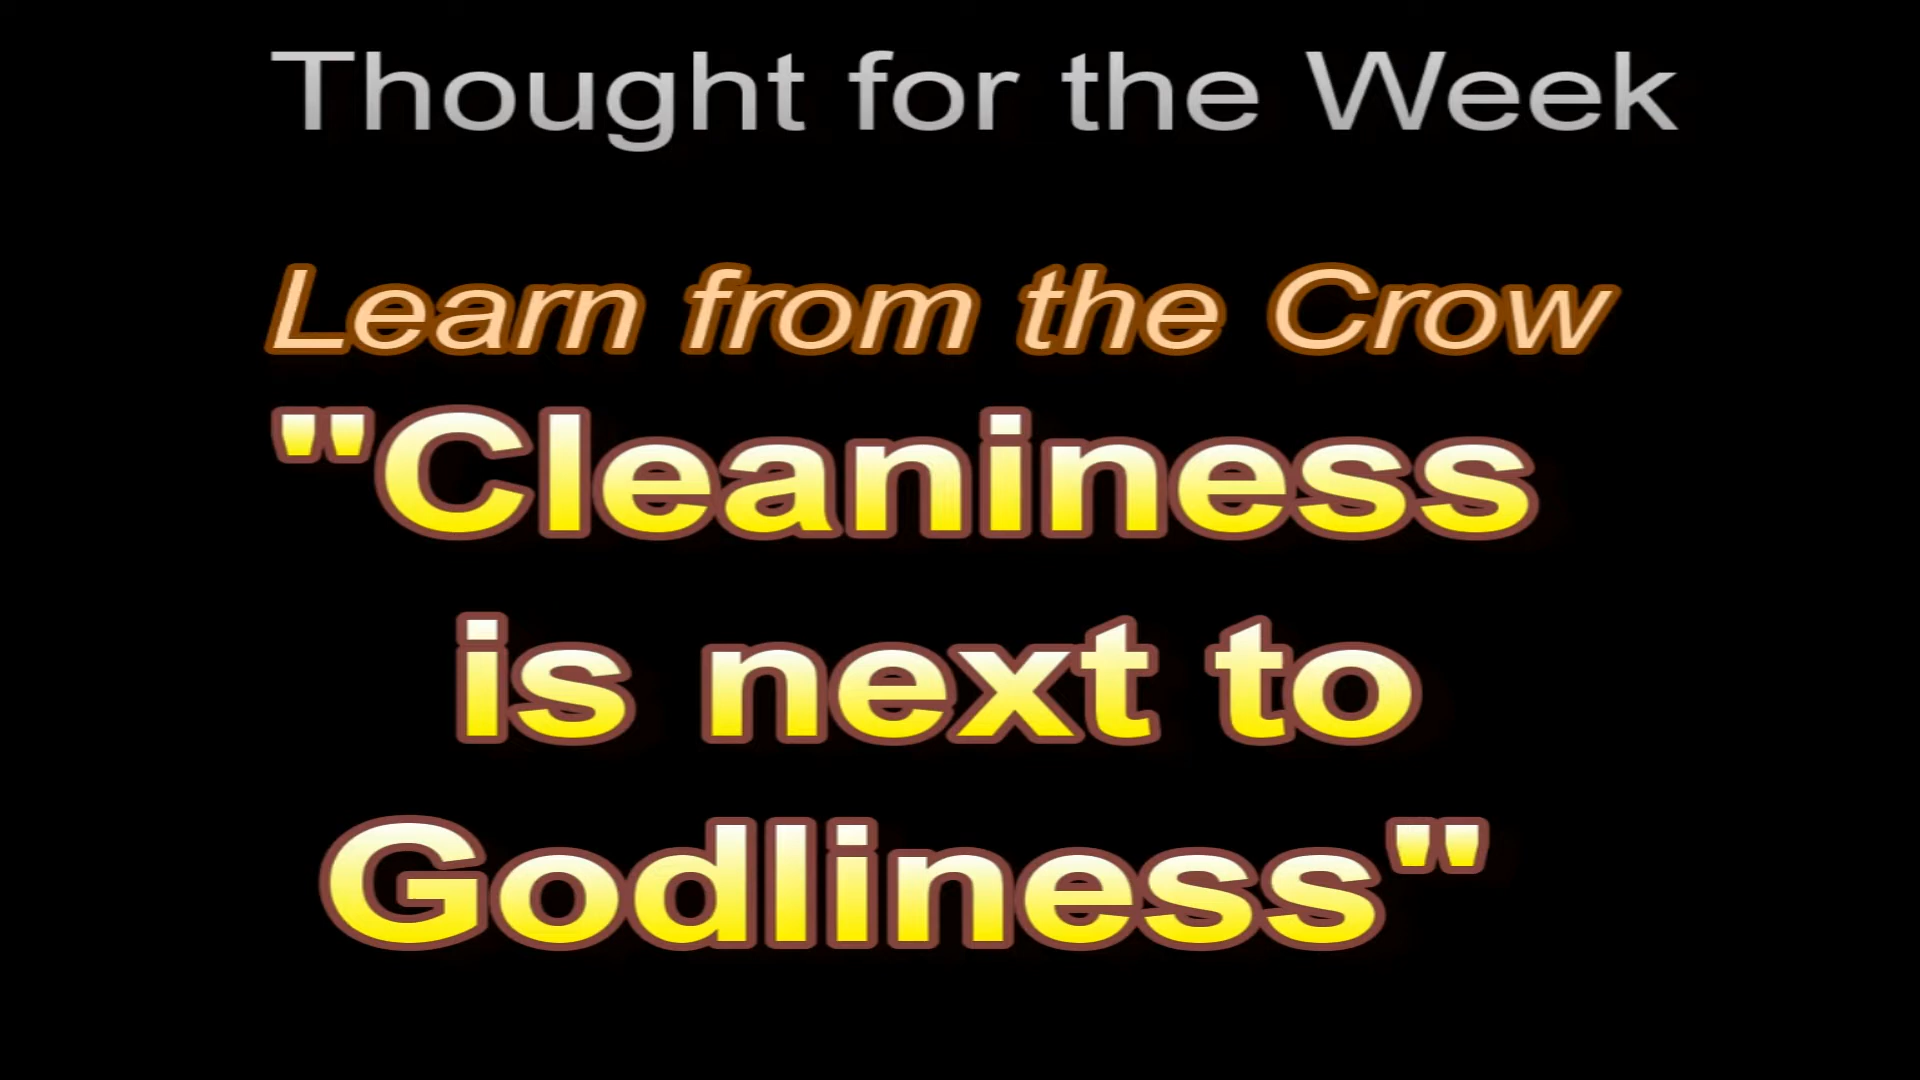 Thought for the Week
Learn from the Crow
"Cleaniness
is next to
Godliness"